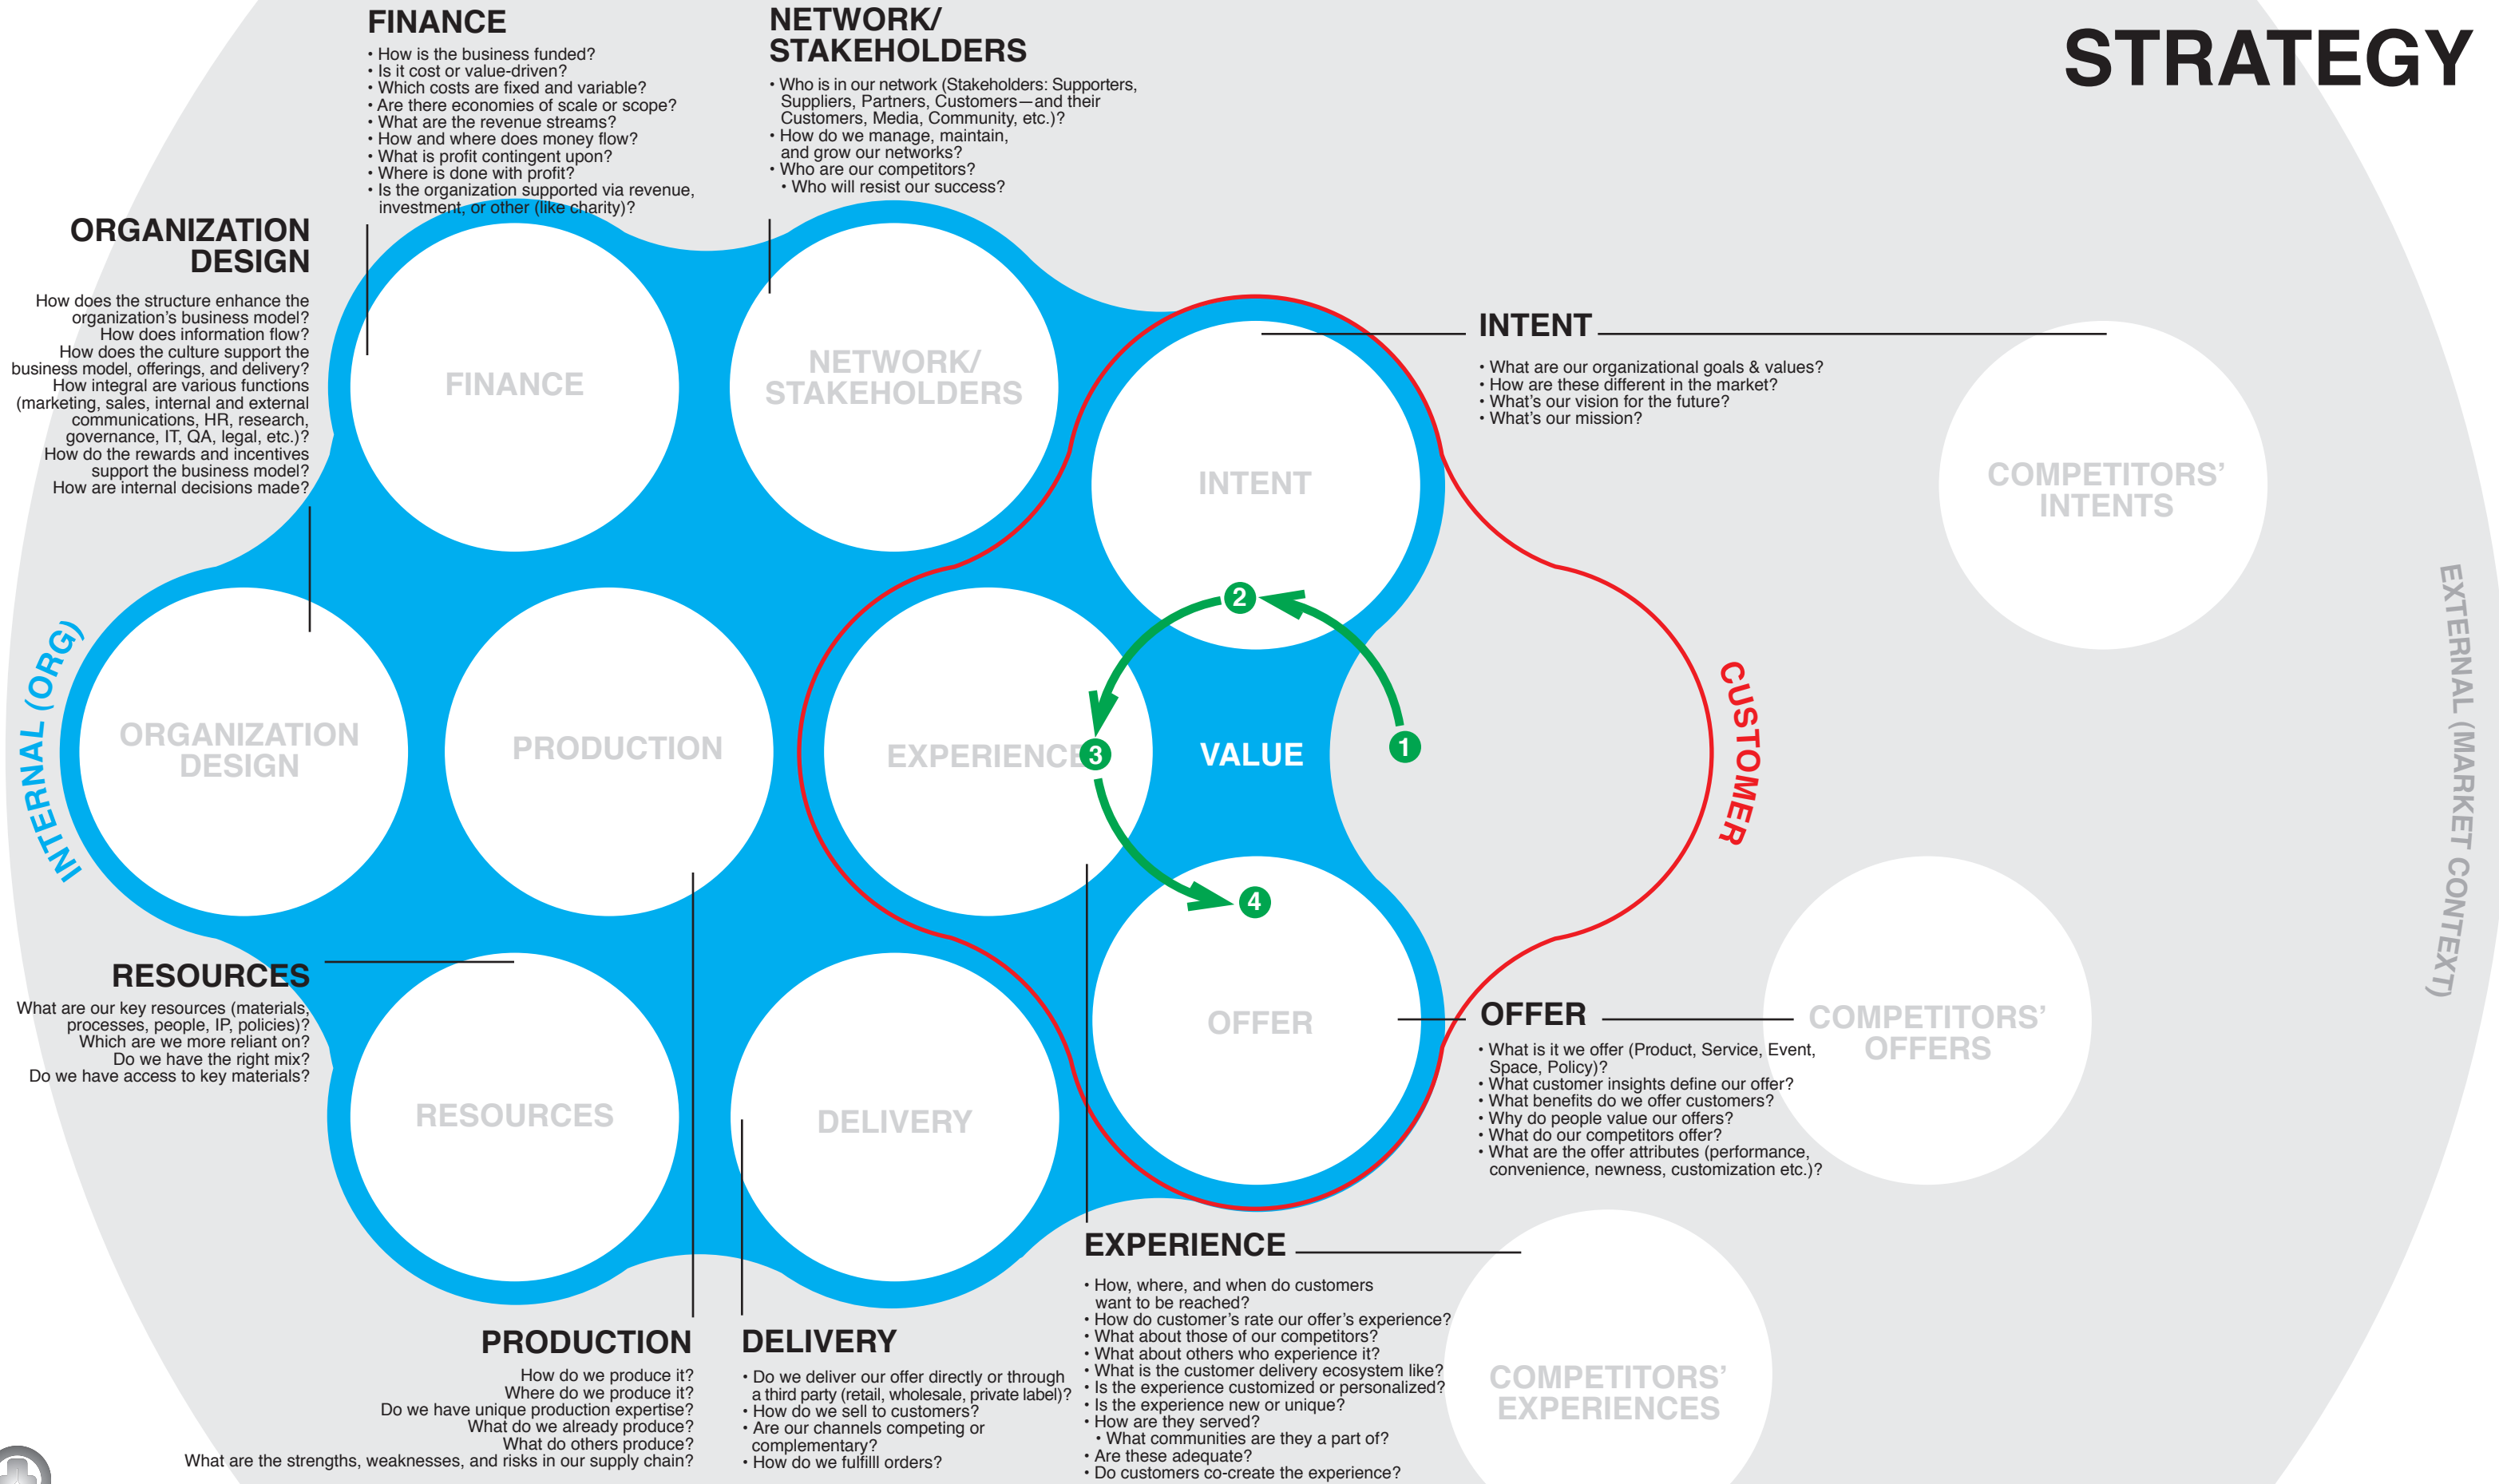 STRATEGY
FINANCE
• How is the business funded?
• Is it cost or value-driven?
• Which costs are fixed and variable?
• Are there economies of scale or scope?
• What are the revenue streams?
• How and where does money flow?
• What is profit contingent upon?
• Where is done with profit?
• Is the organization supported via revenue,
investment, or other (like charity)?
NETWORK/
STAKEHOLDERS
• Who is in our network (Stakeholders: Supporters,
Suppliers, Partners, Customers—and their
Customers, Media, Community, etc.)?
• How do we manage, maintain,
and grow our networks?
• Who are our competitors?
• Who will resist our success?
ORGANIZATION
DESIGN
How does the structure enhance the
organization's business model?
How does information flow?
How does the culture support the
business model, offerings, and delivery?
How integral are various functions
(marketing, sales, internal and external
communications, HR, research,
governance, IT, QA, legal, etc.)?
How do the rewards and incentives
support the business model?
How are internal decisions made?
INTENT
• What are our organizational goals & values?
• How are these different in the market?
• What's our vision for the future?
• What's our mission?
FINANCE
NETWORK/
STAKEHOLDERS
INTENT
COMPETITORS'
INTENTS
INTERNAL (ORG)
ORGANIZATION
DESIGN
PRODUCTION
EXPERIENCE
VALUE
1
2
3
4
CUSTOMER
EXTERNAL (MARKET CONTEXT)
RESOURCES
What are our key resources (materials,
processes, people, IP, policies)?
Which are we more reliant on?
Do we have the right mix?
Do we have access to key materials?
RESOURCES
DELIVERY
OFFER
OFFER
• What is it we offer (Product, Service, Event,
Space, Policy)?
• What customer insights define our offer?
• What benefits do we offer customers?
• Why do people value our offers?
• What do our competitors offer?
• What are the offer attributes (performance,
convenience, newness, customization etc.)?
COMPETITORS'
OFFERS
PRODUCTION
How do we produce it?
Where do we produce it?
Do we have unique production expertise?
What do we already produce?
What do others produce?
What are the strengths, weaknesses, and risks in our supply chain?
DELIVERY
• Do we deliver our offer directly or through
a third party (retail, wholesale, private label)?
• How do we sell to customers?
• Are our channels competing or
complementary?
• How do we fulfilll orders?
EXPERIENCE
• How, where, and when do customers
want to be reached?
• How do customer's rate our offer's experience?
• What about those of our competitors?
• What about others who experience it?
• What is the customer delivery ecosystem like?
• Is the experience customized or personalized?
• Is the experience new or unique?
• How are they served?
• What communities are they a part of?
• Are these adequate?
• Do customers co-create the experience?
COMPETITORS'
EXPERIENCES